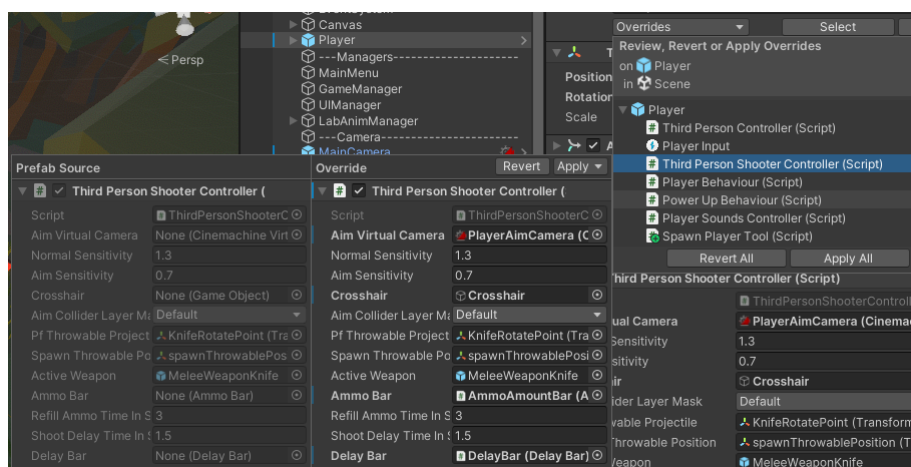 Canvas
Player
---Managers---------------------
MainMenu
GameManager
UIManager
LabAnimManager
---Camera---------------------
MainCamera
Persp
Position
Rotation
Scale
Overrides
Select
Review, Revert or Apply Overrides
on Player
in Scene
Player
Third Person Controller (Script)
Player Input
Third Person Shooter Controller (Script)
Player Behaviour (Script)
Power Up Behaviour (Script)
Player Sounds Controller (Script)
Spawn Player Tool (Script)
Revert All Apply All
Prefab Source
Third Person Shooter Controller (
Script ThirdPersonShooterC
Aim Virtual Camera None (Cinemachine Virt
Normal Sensitivity 1.3
Aim Sensitivity 0.7
Crosshair None (Game Object)
Aim Collider Layer Ma Default
Pf Throwable Project KnifeRotatePoint (Tra
Spawn Throwable Po spawnThrowablePos
Active Weapon MeleeWeaponKnife
Ammo Bar None (Ammo Bar)
Refill Ammo Time In S 3
Shoot Delay Time In S 1.5
Delay Bar None (Delay Bar)
Override Revert Apply
Third Person Shooter Controller (
Script ThirdPersonShooterC
Aim Virtual Camera PlayerAimCamera (C
Normal Sensitivity 1.3
Aim Sensitivity 0.7
Crosshair Crosshair
Aim Collider Layer M Default
Pf Throwable Project KnifeRotatePoint (Tra
Spawn Throwable Po spawnThrowablePosi
Active Weapon MeleeWeaponKnife
Ammo Bar AmmoAmountBar (A
Refill Ammo Time In S 3
Shoot Delay Time In S 1.5
Delay Bar DelayBar (Delay Bar)
hird Person Shooter Controller (Script)
ThirdPersonShooterControll
ual Camera PlayerAimCamera (Cinemac
Sensitivity 1.3
sitivity 0.7
ir Crosshair
ider Layer Mask Default
vable Projectile KnifeRotatePoint (Transform
Throwable Position spawnThrowablePosition (T
Weapon MeleeWeaponKnife